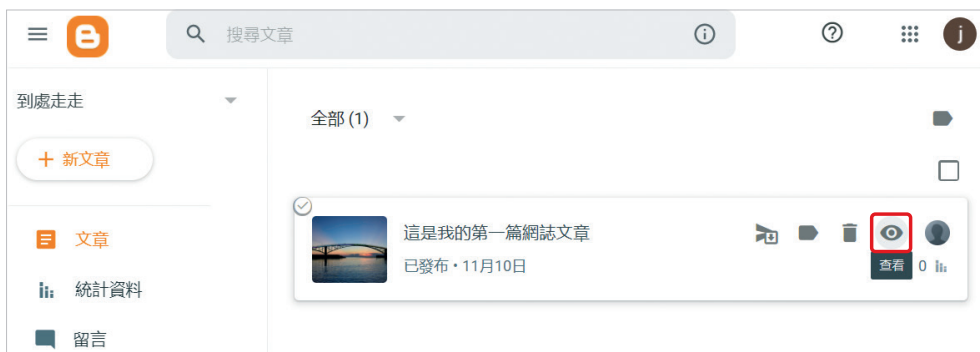 搜尋文章
j
到處走走
全部 (1)
新文章
文章
這是我的第一篇網誌文章
已發布・11月10日
查看 0
統計資料
留言